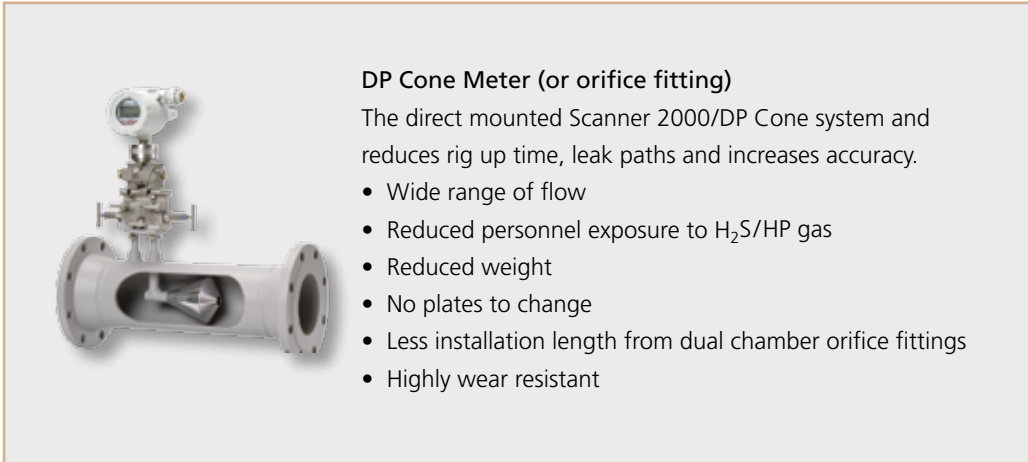 DP Cone Meter (or orifice fitting)
The direct mounted Scanner 2000/DP Cone system and
reduces rig up time, leak paths and increases accuracy.
• Wide range of flow
• Reduced personnel exposure to H₂S/HP gas
• Reduced weight
• No plates to change
• Less installation length from dual chamber orifice fittings
• Highly wear resistant